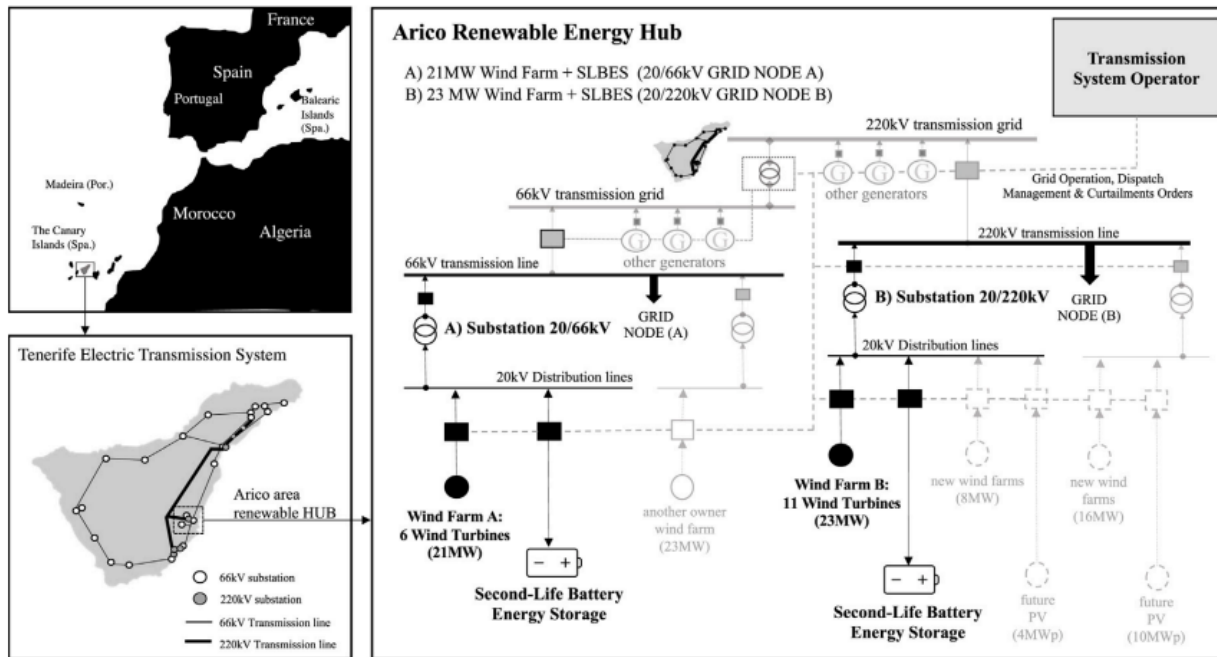 France
Spain
Portugal
Balearic
Islands
(Spa.)
Madeira (Por.)
Morocco
Algeria
The Canary
Islands (Spa.)
Tenerife Electric Transmission System
Arico area
renewable HUB
66kV substation
220kV substation
66kV Transmission line
220kV Transmission line
Arico Renewable Energy Hub
A) 21MW Wind Farm + SLBES (20/66kV GRID NODE A)
B) 23 MW Wind Farm + SLBES (20/220kV GRID NODE B)
Transmission
System Operator
220kV transmission grid
G
G
G
other generators
Grid Operation, Dispatch
Management & Curtailments Orders
66kV transmission grid
G
G
G
other generators
66kV transmission line
A) Substation 20/66kV
GRID
NODE (A)
20kV Distribution lines
Wind Farm A:
6 Wind Turbines
(21MW)
another owner
wind farm
(23MW)
- +
Second-Life Battery
Energy Storage
220kV transmission line
B) Substation 20/220kV
GRID
NODE (B)
20kV Distribution lines
Wind Farm B:
11 Wind Turbines
(23MW)
new wind farms
(8MW)
new wind
farms
(16MW)
- +
Second-Life Battery
Energy Storage
future
PV
(4MWp)
future
PV
(10MWp)